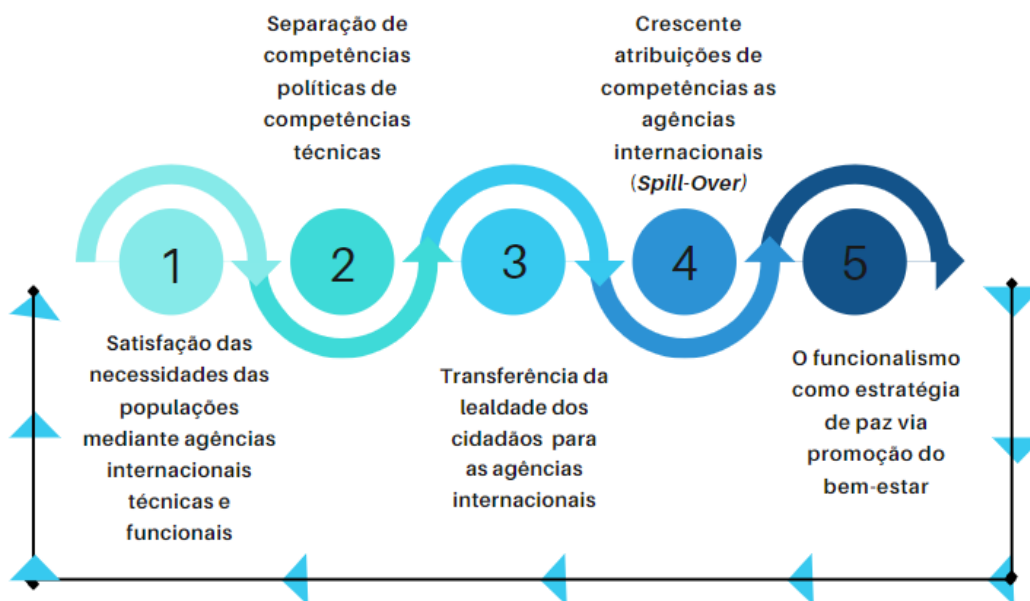 1
Satisfação das
necessidades das
populações
mediante agências
internacionais
técnicas e
funcionais
Separação de
competências
políticas de
competências
técnicas
2
3
Transferência da
lealdade dos
cidadãos para
as agências
internacionais
Crescente
atribuições de
competências as
agências
internacionais
(Spill-Over)
4
5
O funcionalismo
como estratégia
de paz via
promoção do
bem-estar